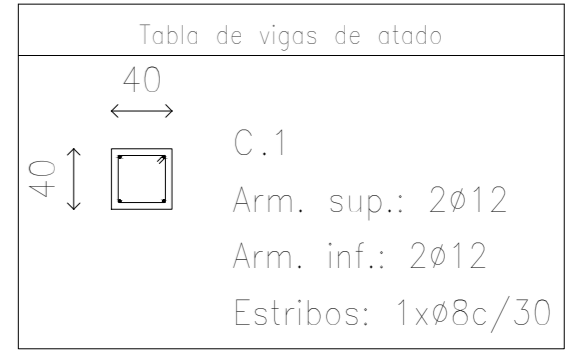 Tabla de vigas de atado
40
40
C.1
Arm. sup.: 2ø12
Arm. inf.: 2ø12
Estribos: 1xø8c/30